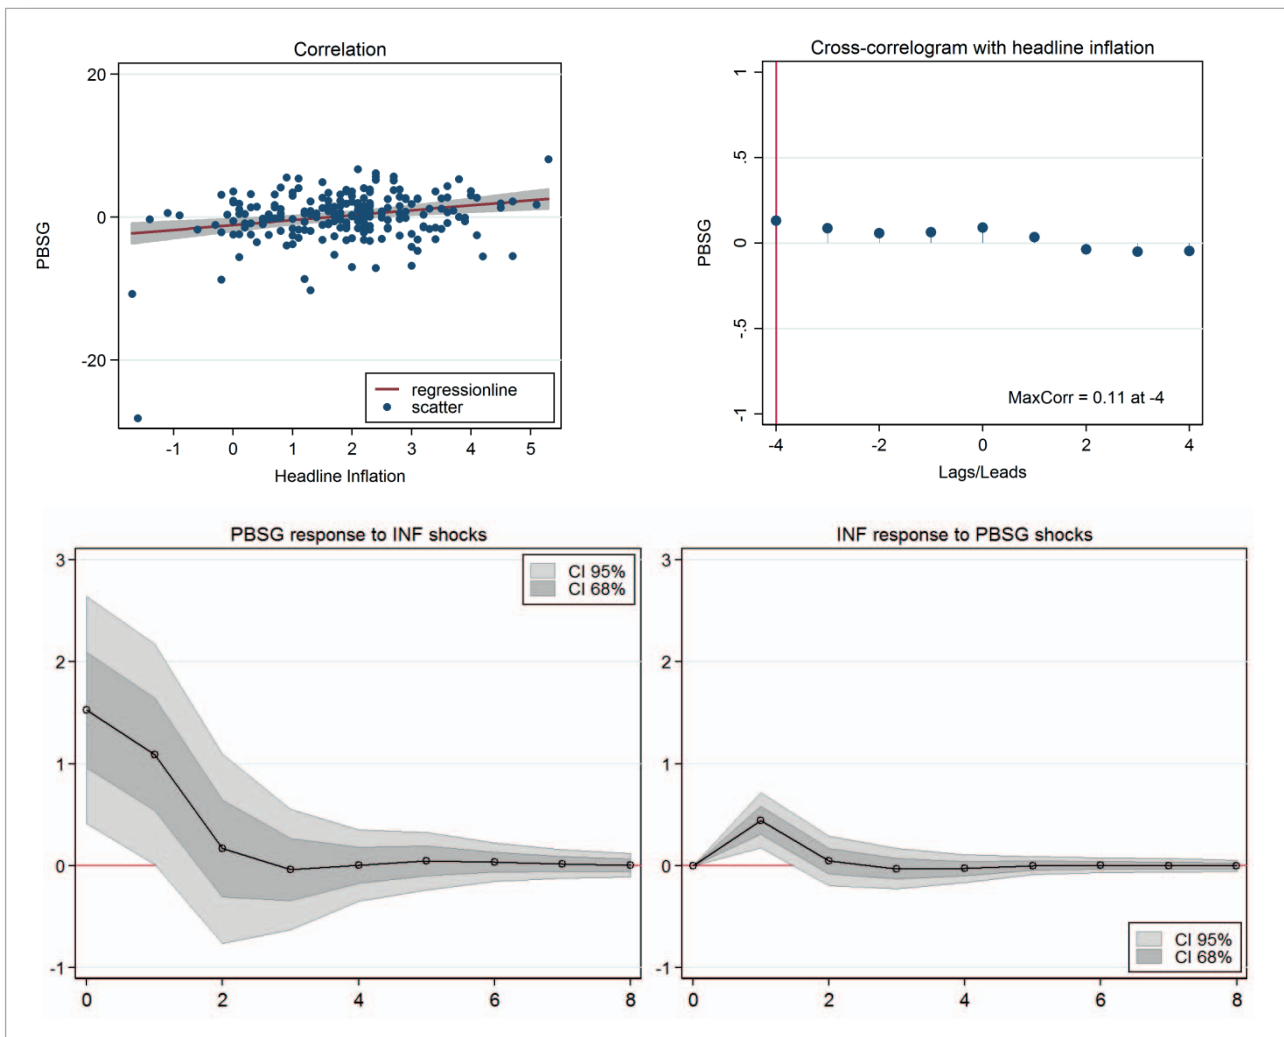 Correlation
20
0
-20
PBSG
regressionline
scatter
-1 0 1 2 3 4 5
Headline Inflation
Cross-correlogram with headline inflation
1
.5
0
-.5
-1
PBSG
MaxCorr = 0.11 at -4
-4 -2 0 2 4
Lags/Leads
PBSG response to INF shocks
CI 95%
CI 68%
3
2
1
0
-1
0 2 4 6 8
INF response to PBSG shocks
3
2
1
0
-1
CI 95%
CI 68%
0 2 4 6 8